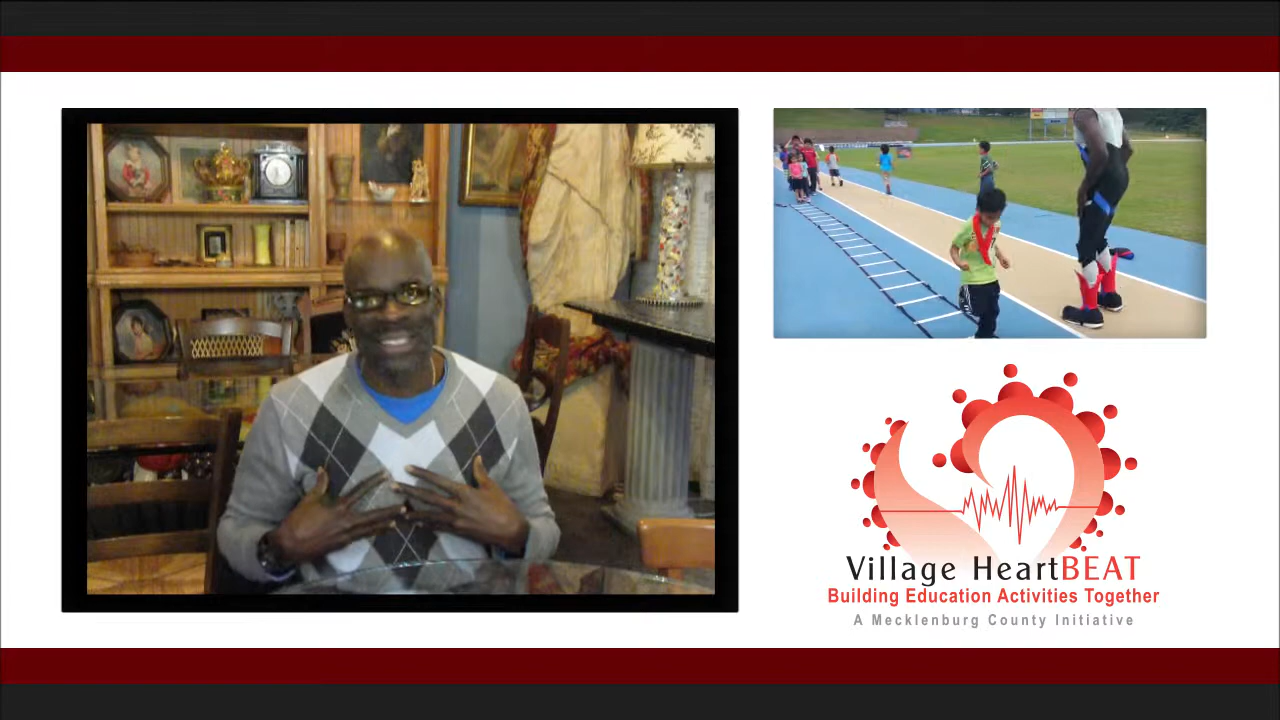 Village HeartBEAT
Building Education Activities Together
A Mecklenburg County Initiative